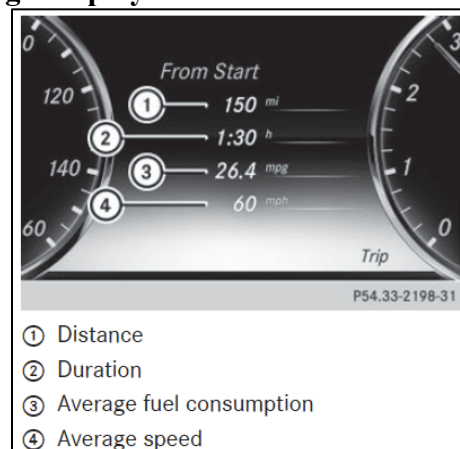 From Start
0
3
120
① 150 mi
2
② 1:30 h
140
③ 26.4 mpg
1
④ 60 mph
60
0
Trip
P54.33-2198-31
① Distance
② Duration
③ Average fuel consumption
④ Average speed